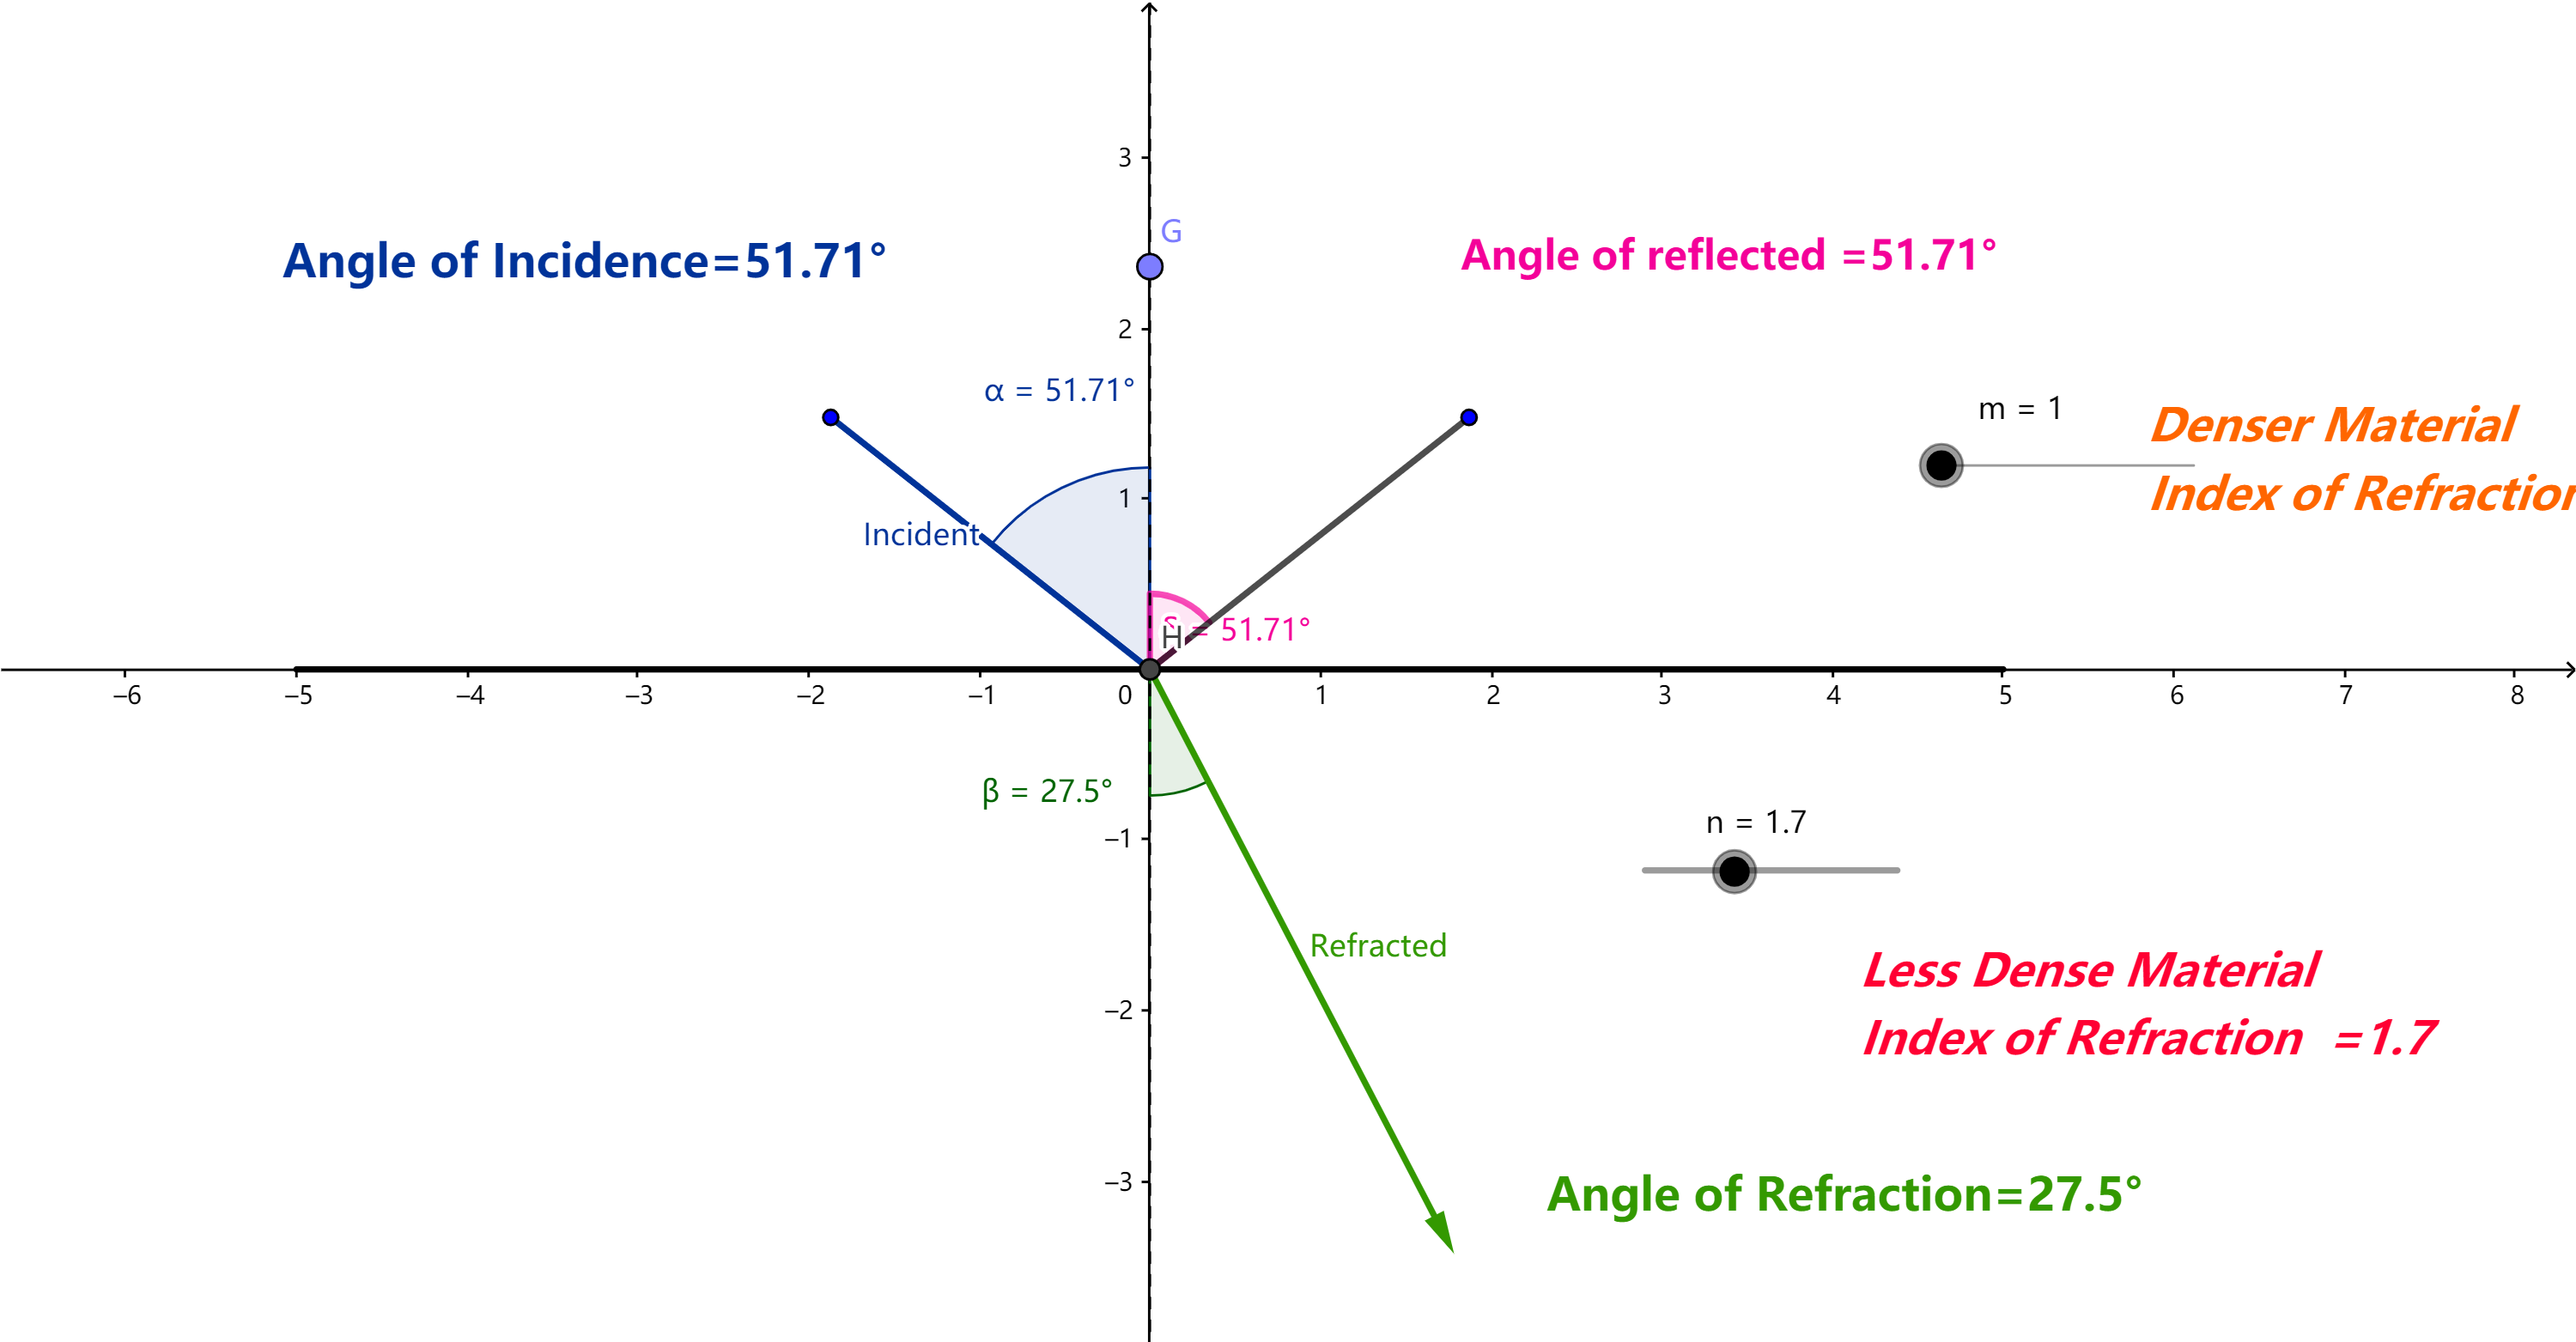 3
G
Angle of Incidence=51.71°
Angle of reflected =51.71°
2
α = 51.71°
m = 1
Denser Material
Index of Refraction
1
Incident
= 51.71°
H
–6 –5 –4 –3 –2 –1 0 1 2 3 4 5 6 7 8
β = 27.5°
n = 1.7
–1
Refracted
Less Dense Material
–2
Index of Refraction =1.7
–3
Angle of Refraction=27.5°